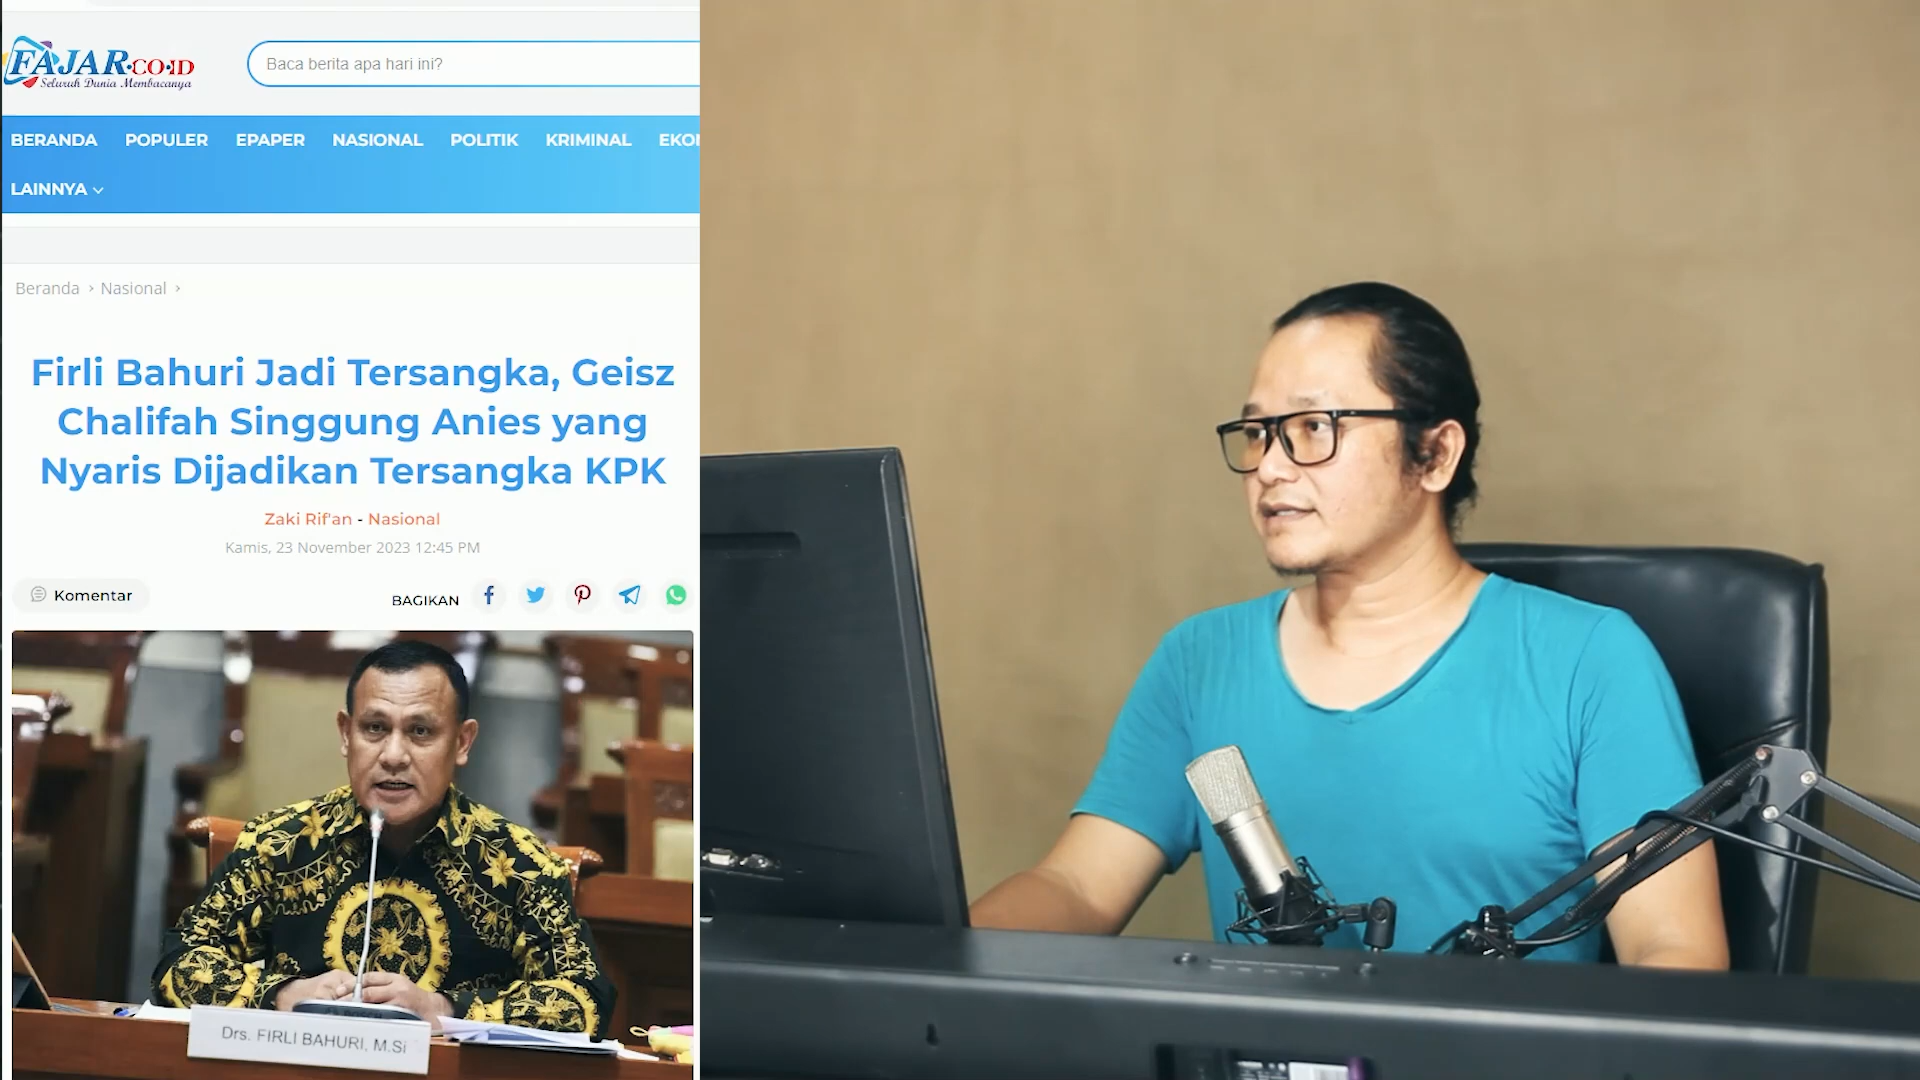 FAJAR.CO.ID
Seluruh Dunia Membacanya
Baca berita apa hari ini?
BERANDA POPULER EPAPER NASIONAL POLITIK KRIMINAL EKO
LAINNYA
Beranda › Nasional ›
Firli Bahuri Jadi Tersangka, Geisz
Chalifah Singgung Anies yang
Nyaris Dijadikan Tersangka KPK
Zaki Rif'an - Nasional
Kamis, 23 November 2023 12:45 PM
Komentar
BAGIKAN
Drs. FIRLI BAHURI, M.Si